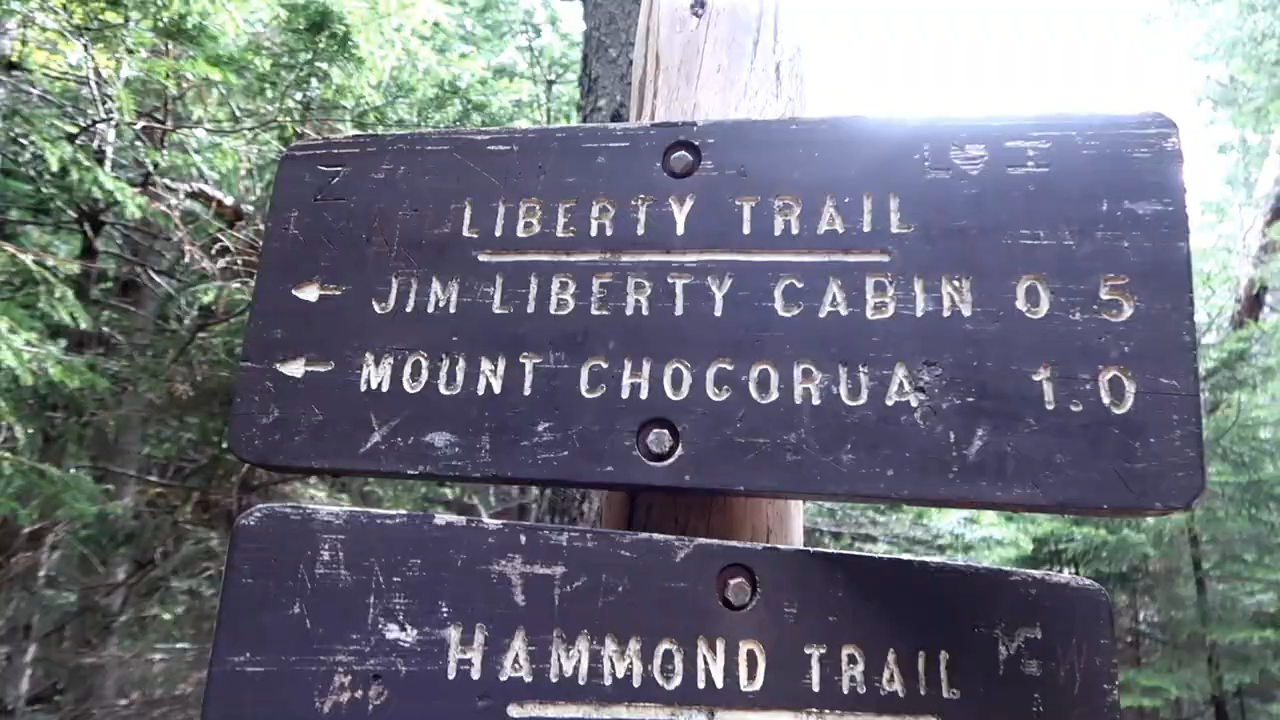 LIBERTY TRAIL
JIM LIBERTY CABIN 0.5
MOUNT CHOCORUA 1.0
HAMMOND TRAIL